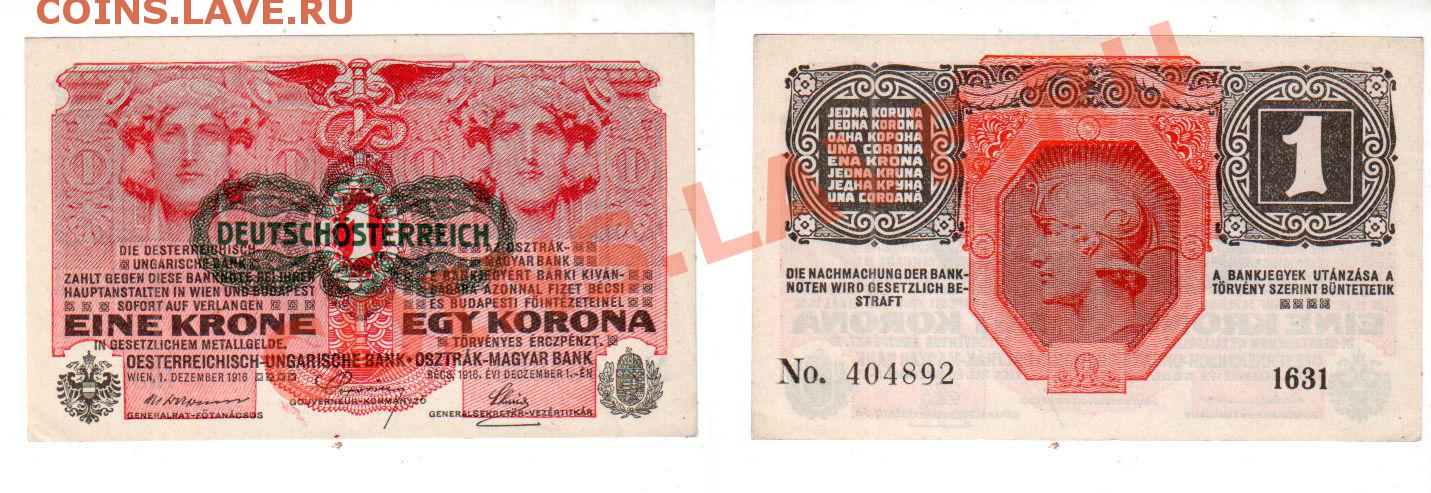 COINS.LAVE.RU
DEUTSCHÖSTERREICH
1
DIE OESTERREICHISCH-
UNGARISCHE BANK
ZAHLT GEGEN DIESE BANKNOTE BEI IHREN
HAUPTANSTALTEN IN WIEN UND BUDAPEST
SOFORT AUF VERLANGEN
EINE KRONE
IN GESETZLICHEM METALLGELDE.
AZ OSZTRÁK-
MAGYAR BANK
E BANKJEGYÉRT BÁRKI KIVÁN-
SÁGÁRA AZONNAL FIZET BÉCSI
ÉS BUDAPESTI FŐINTÉZETEINÉL
EGY KORONA
TÖRVÉNYES ÉRCZPÉNZT.
OESTERREICHISCH-UNGARISCHE BANK • OSZTRÁK-MAGYAR BANK
WIEN, 1. DEZEMBER 1916
BÉCS, 1916. ÉVI DECZEMBER 1.-ÉN
GENERALRAT-FŐTANÁCSOS
GOUVERNEUR-KORMÁNYZÓ
GENERALSEKRETÄR-VEZÉRTITKÁR
JEDNA KORUNA
JEDNA KORONA
ОДНА КОРОНА
UNA CORONA
ENA KRONA
JEDNA KRUNA
ЈЕДНА КРУНА
UNA COROANĂ
1
DIE NACHMACHUNG DER BANK-
NOTEN WIRD GESETZLICH BE-
STRAFT
A BANKJEGYEK UTÁNZÁSA A
TÖRVÉNY SZERINT BÜNTETTETIK
No. 404892
1631